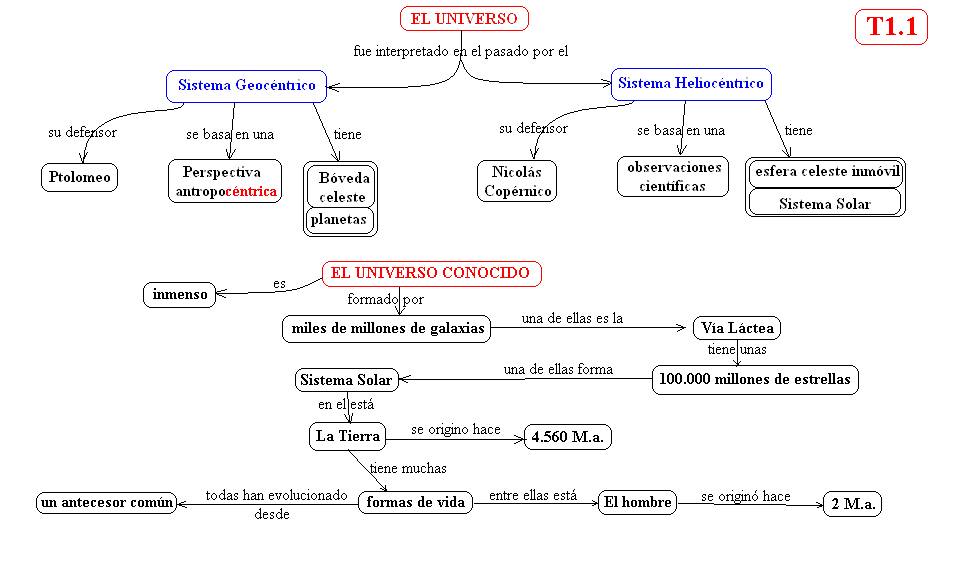 EL UNIVERSO
T1.1
fue interpretado en el pasado por el
Sistema Geocéntrico
Sistema Heliocéntrico
su defensor
se basa en una
tiene
su defensor
se basa en una
tiene
Ptolomeo
Perspectiva
antropocéntrica
Bóveda
celeste
planetas
Nicolás
Copérnico
observaciones
científicas
esfera celeste inmóvil
Sistema Solar
EL UNIVERSO CONOCIDO
es
inmenso
formado por
miles de millones de galaxias
una de ellas es la
Vía Láctea
tiene unas
100.000 millones de estrellas
una de ellas forma
Sistema Solar
en el está
La Tierra
se origino hace
4.560 M.a.
tiene muchas
formas de vida
todas han evolucionado
desde
un antecesor común
entre ellas está
El hombre
se originó hace
2 M.a.